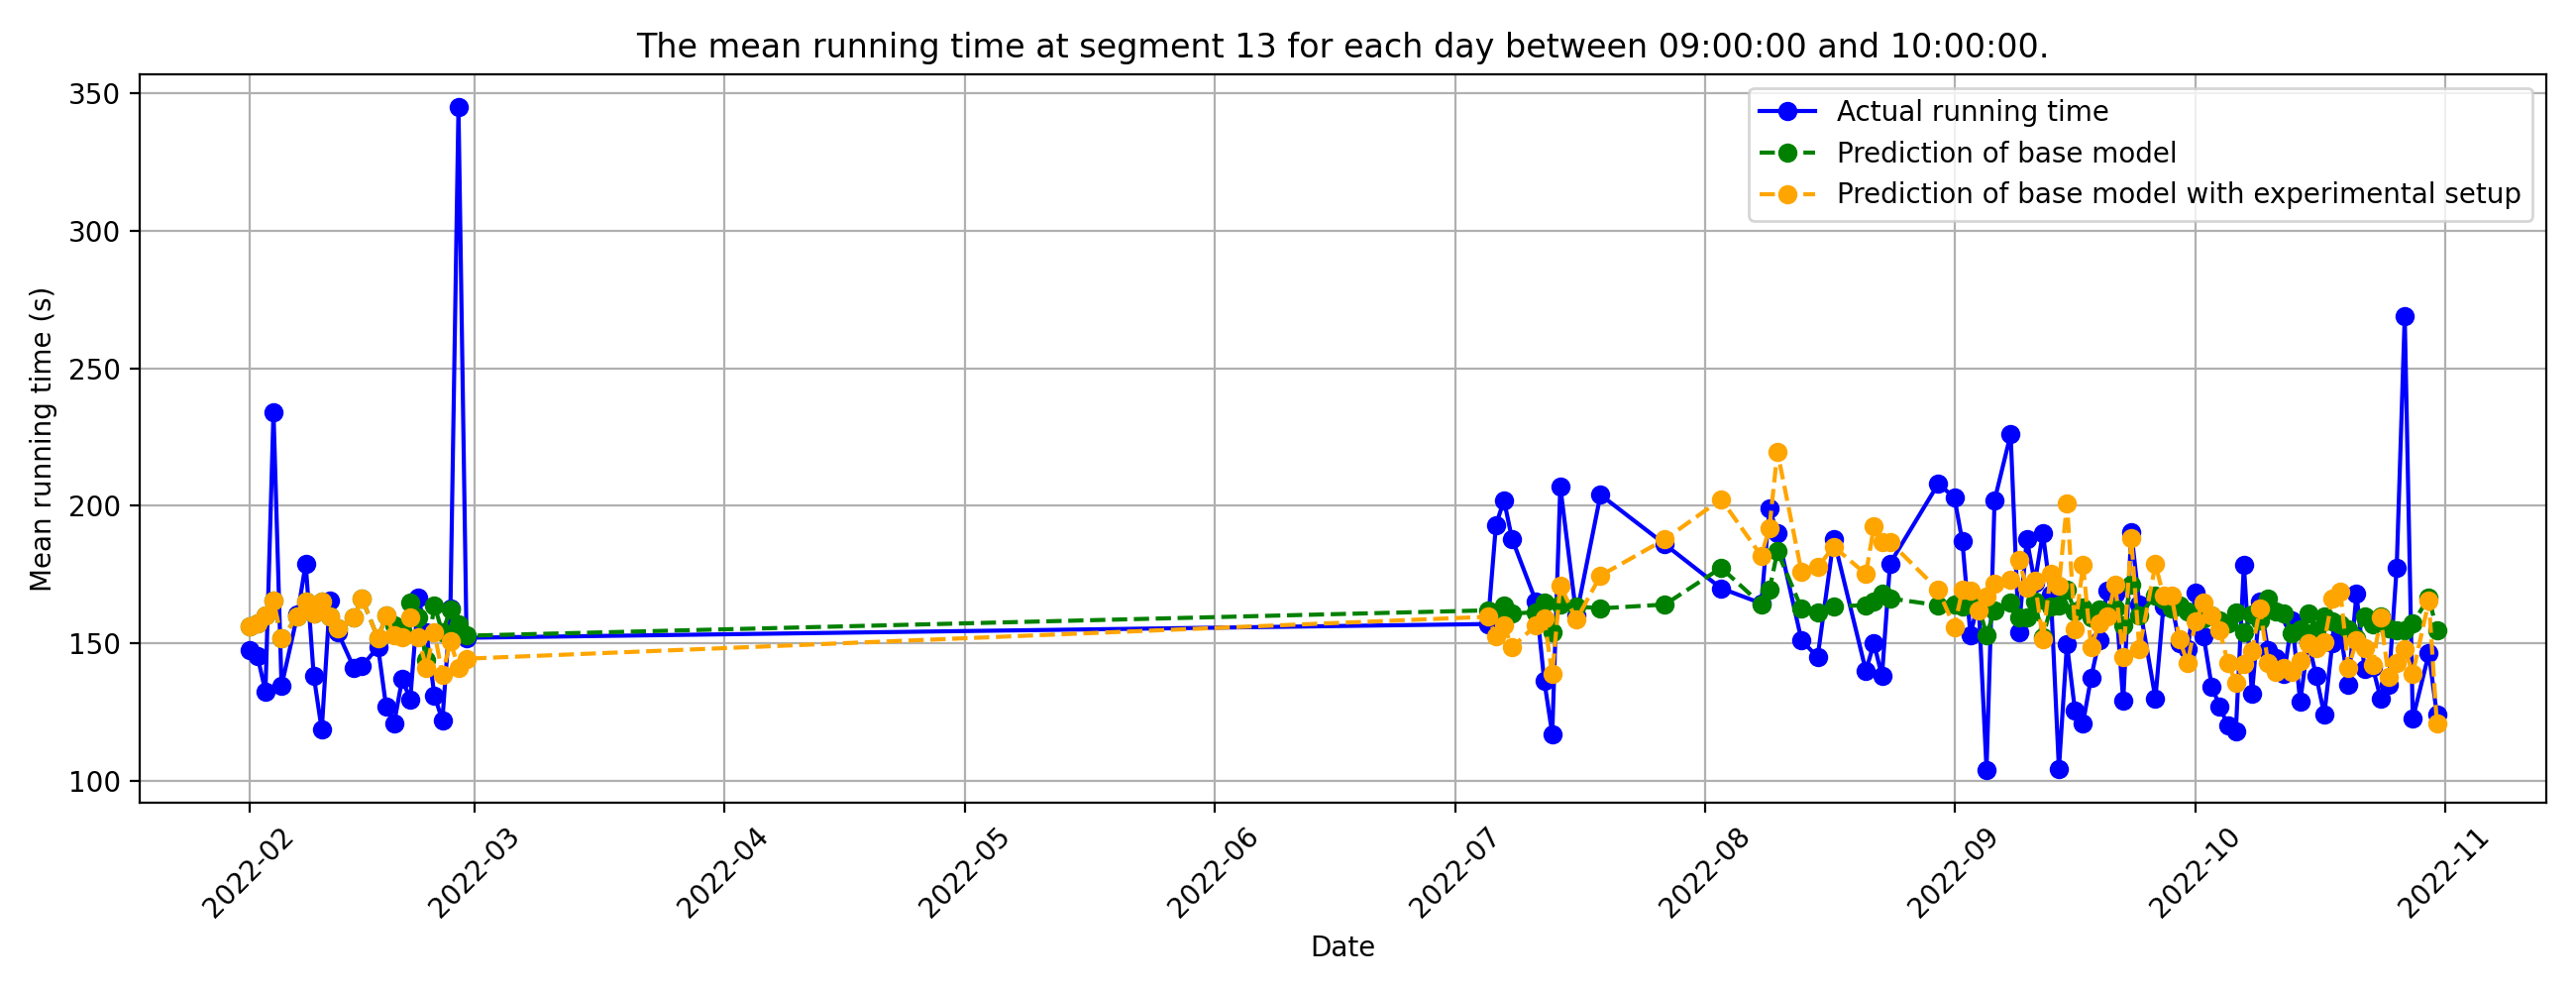 The mean running time at segment 13 for each day between 09:00:00 and 10:00:00.
Actual running time
Prediction of base model
Prediction of base model with experimental setup
Mean running time (s)
350
300
250
200
150
100
2022-02
2022-03
2022-04
2022-05
2022-06
2022-07
2022-08
2022-09
2022-10
2022-11
Date